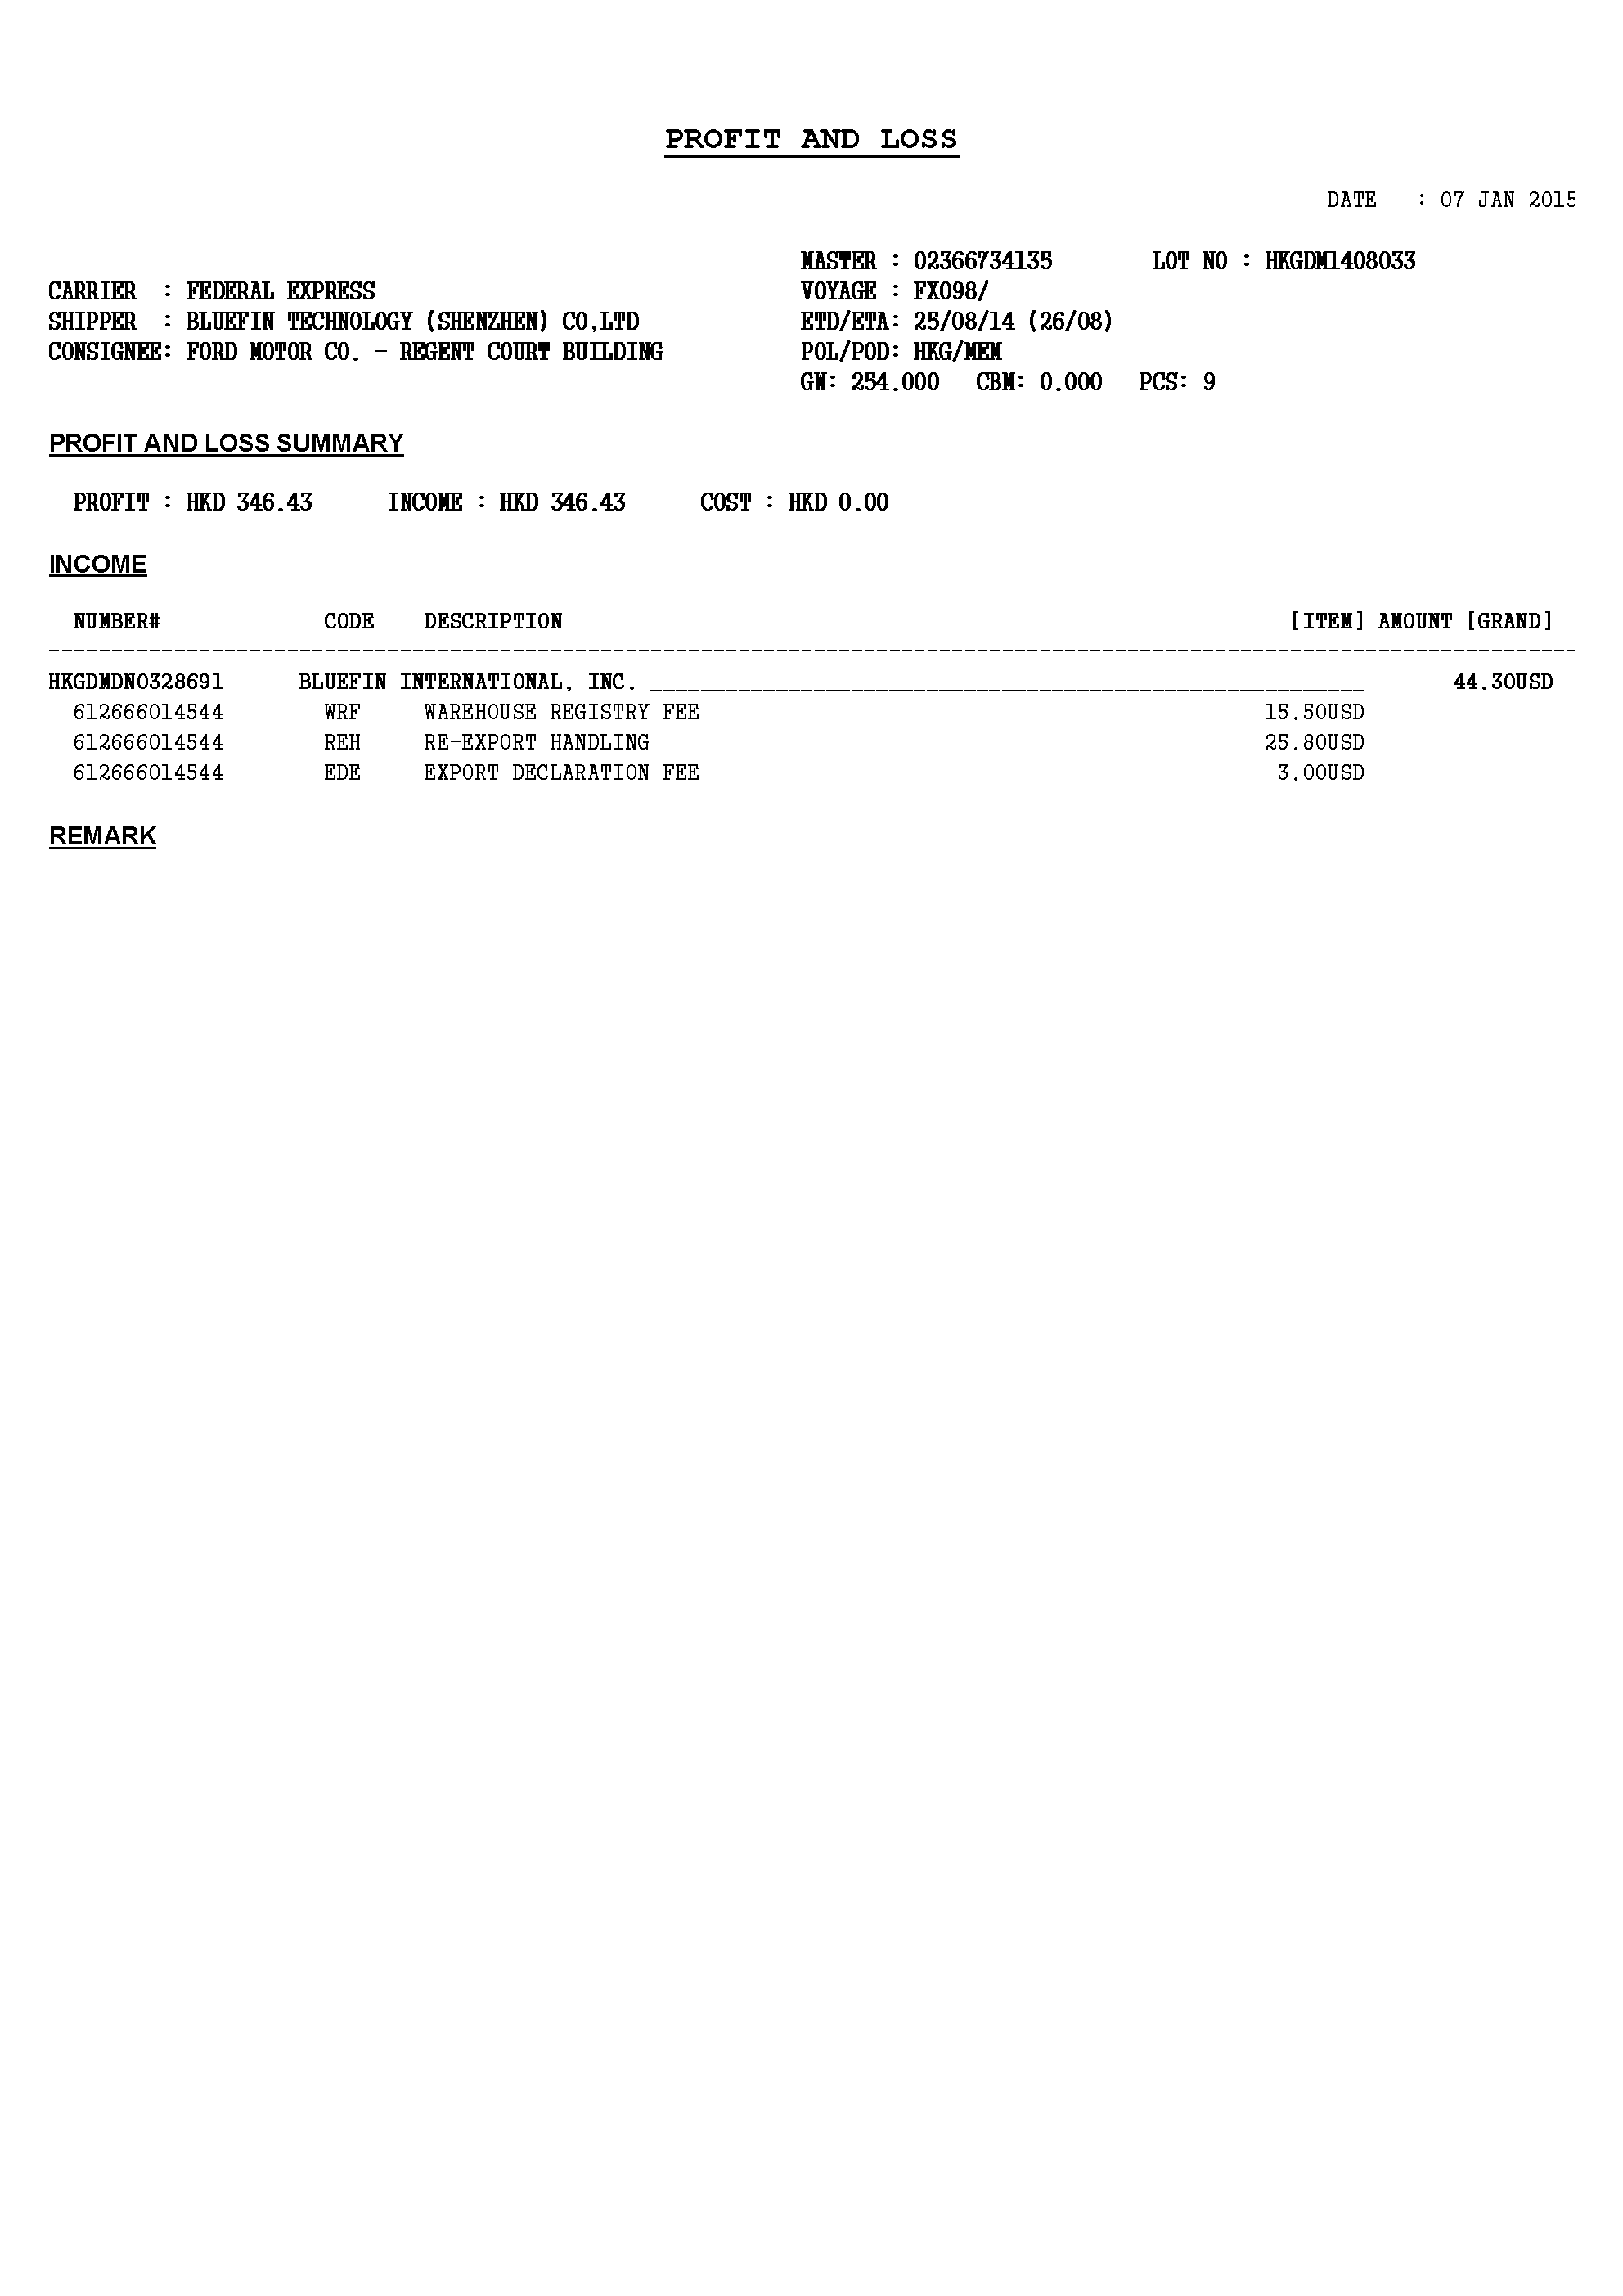 PROFIT AND LOSS
DATE : 07 JAN 2015
MASTER : 02366734135 LOT NO : HKGDM1408033
CARRIER : FEDERAL EXPRESS VOYAGE : FX098/
SHIPPER : BLUEFIN TECHNOLOGY (SHENZHEN) CO,LTD ETD/ETA: 25/08/14 (26/08)
CONSIGNEE: FORD MOTOR CO. - REGENT COURT BUILDING POL/POD: HKG/MEM
GW: 254.000 CBM: 0.000 PCS: 9
PROFIT AND LOSS SUMMARY
PROFIT : HKD 346.43 INCOME : HKD 346.43 COST : HKD 0.00
INCOME
NUMBER# CODE DESCRIPTION [ITEM] AMOUNT [GRAND]
HKGDMDN0328691 BLUEFIN INTERNATIONAL, INC. 44.30USD
612666014544 WRF WAREHOUSE REGISTRY FEE 15.50USD
612666014544 REH RE-EXPORT HANDLING 25.80USD
612666014544 EDE EXPORT DECLARATION FEE 3.00USD
REMARK